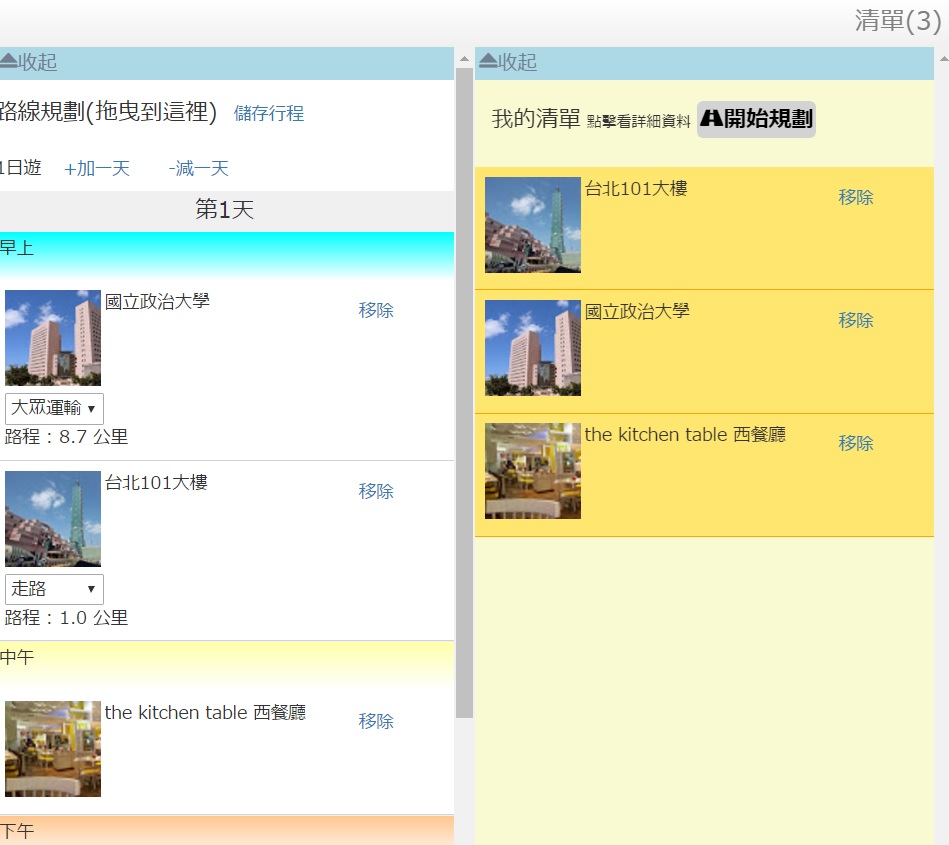 清單(3)
收起
路線規劃(拖曳到這裡) 儲存行程
1日遊 +加一天 -減一天
第1天
早上
國立政治大學 移除
大眾運輸
路程：8.7 公里
台北101大樓 移除
走路
路程：1.0 公里
中午
the kitchen table 西餐廳 移除
下午
收起
我的清單 點擊看詳細資料 開始規劃
台北101大樓 移除
國立政治大學 移除
the kitchen table 西餐廳 移除